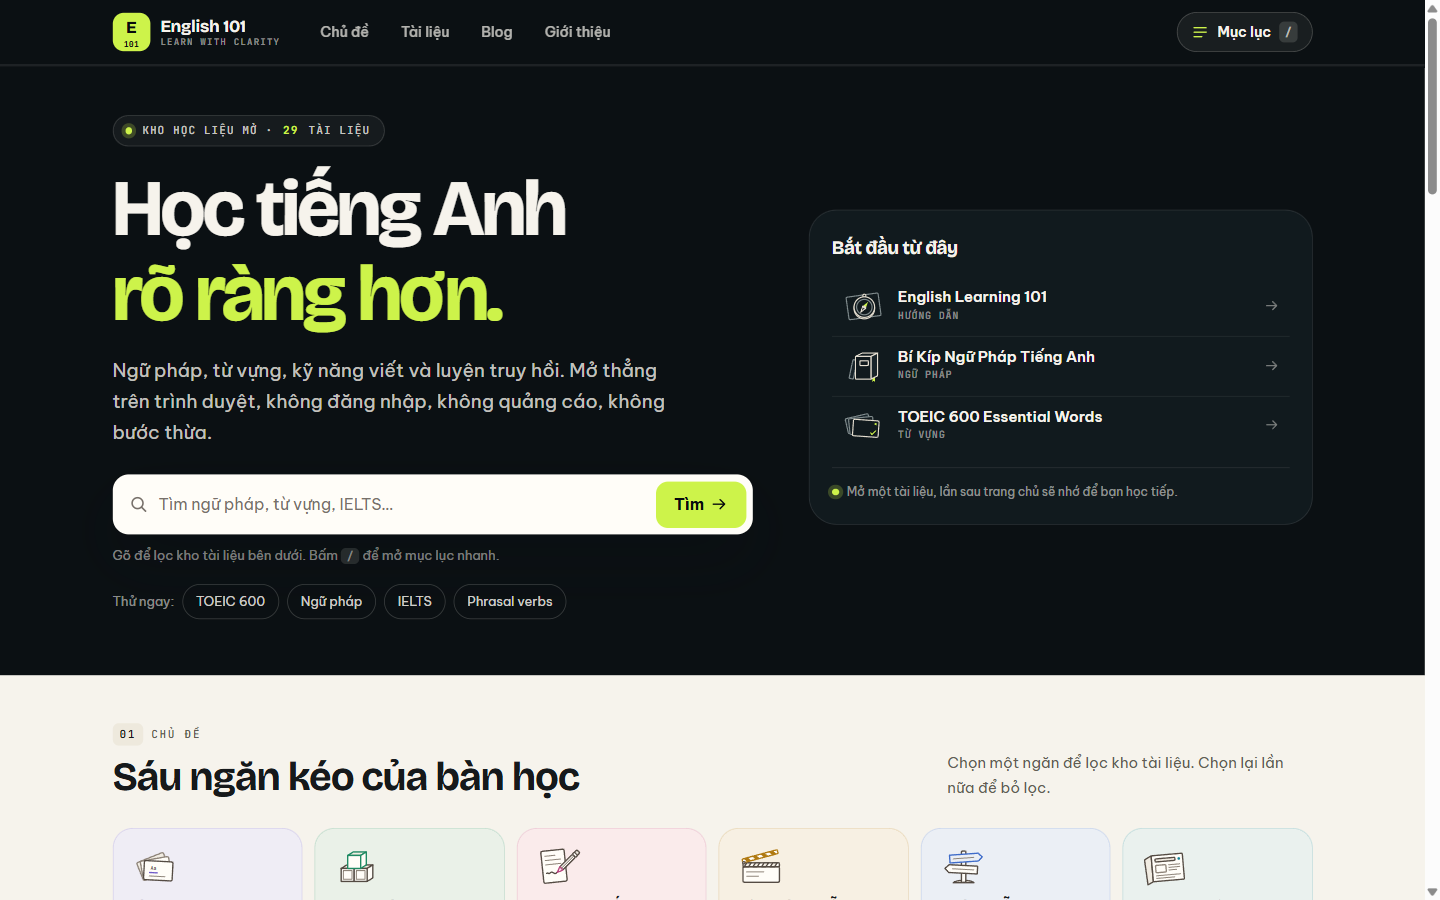 E
101
English 101
LEARN WITH CLARITY
Chủ đề
Tài liệu
Blog
Giới thiệu
Mục lục /
KHO HỌC LIỆU MỞ · 29 TÀI LIỆU
Học tiếng Anh
rõ ràng hơn.
Ngữ pháp, từ vựng, kỹ năng viết và luyện truy hồi. Mở thẳng
trên trình duyệt, không đăng nhập, không quảng cáo, không
bước thừa.
Tìm ngữ pháp, từ vựng, IELTS...
Tìm →
Gõ để lọc kho tài liệu bên dưới. Bấm / để mở mục lục nhanh.
Thử ngay:
TOEIC 600
Ngữ pháp
IELTS
Phrasal verbs
Bắt đầu từ đây
English Learning 101
HƯỚNG DẪN
→
Bí Kíp Ngữ Pháp Tiếng Anh
NGỮ PHÁP
→
TOEIC 600 Essential Words
TỪ VỰNG
→
Mở một tài liệu, lần sau trang chủ sẽ nhớ để bạn học tiếp.
01 CHỦ ĐỀ
Sáu ngăn kéo của bàn học
Chọn một ngăn để lọc kho tài liệu. Chọn lại lần
nữa để bỏ lọc.